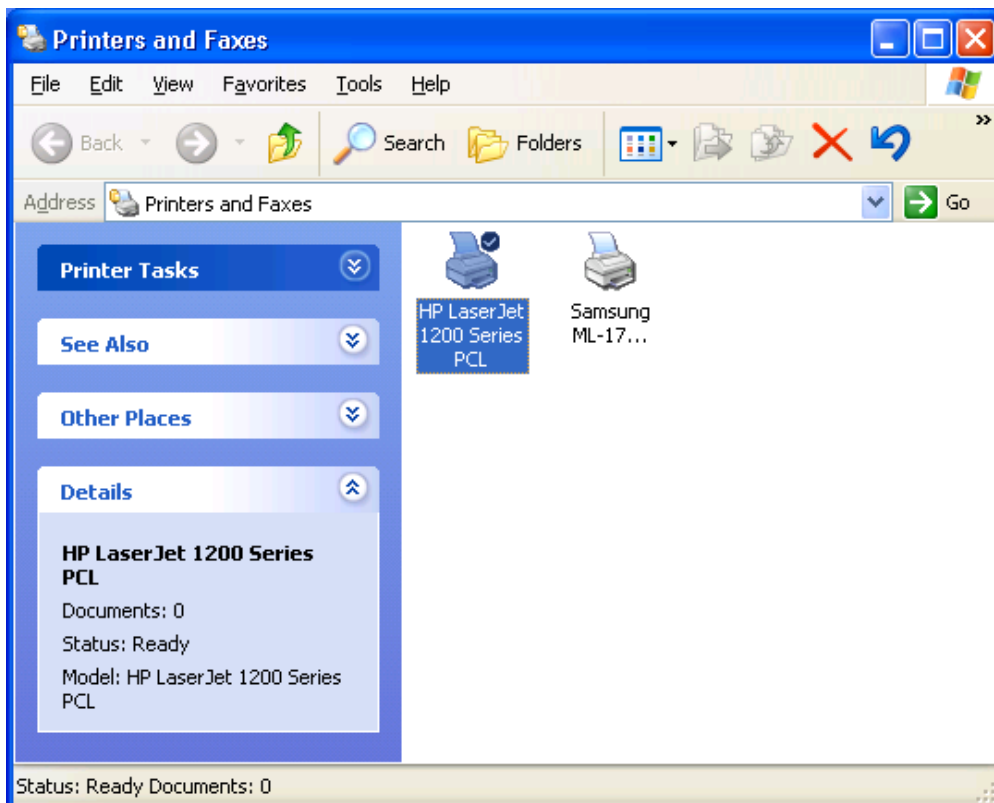 Printers and Faxes
File Edit View Favorites Tools Help
Back Search Folders »
Address Printers and Faxes Go
Printer Tasks
See Also
Other Places
Details
HP LaserJet 1200 Series
PCL
Documents: 0
Status: Ready
Model: HP LaserJet 1200 Series
PCL
HP LaserJet
1200 Series
PCL
Samsung
ML-17...
Status: Ready Documents: 0